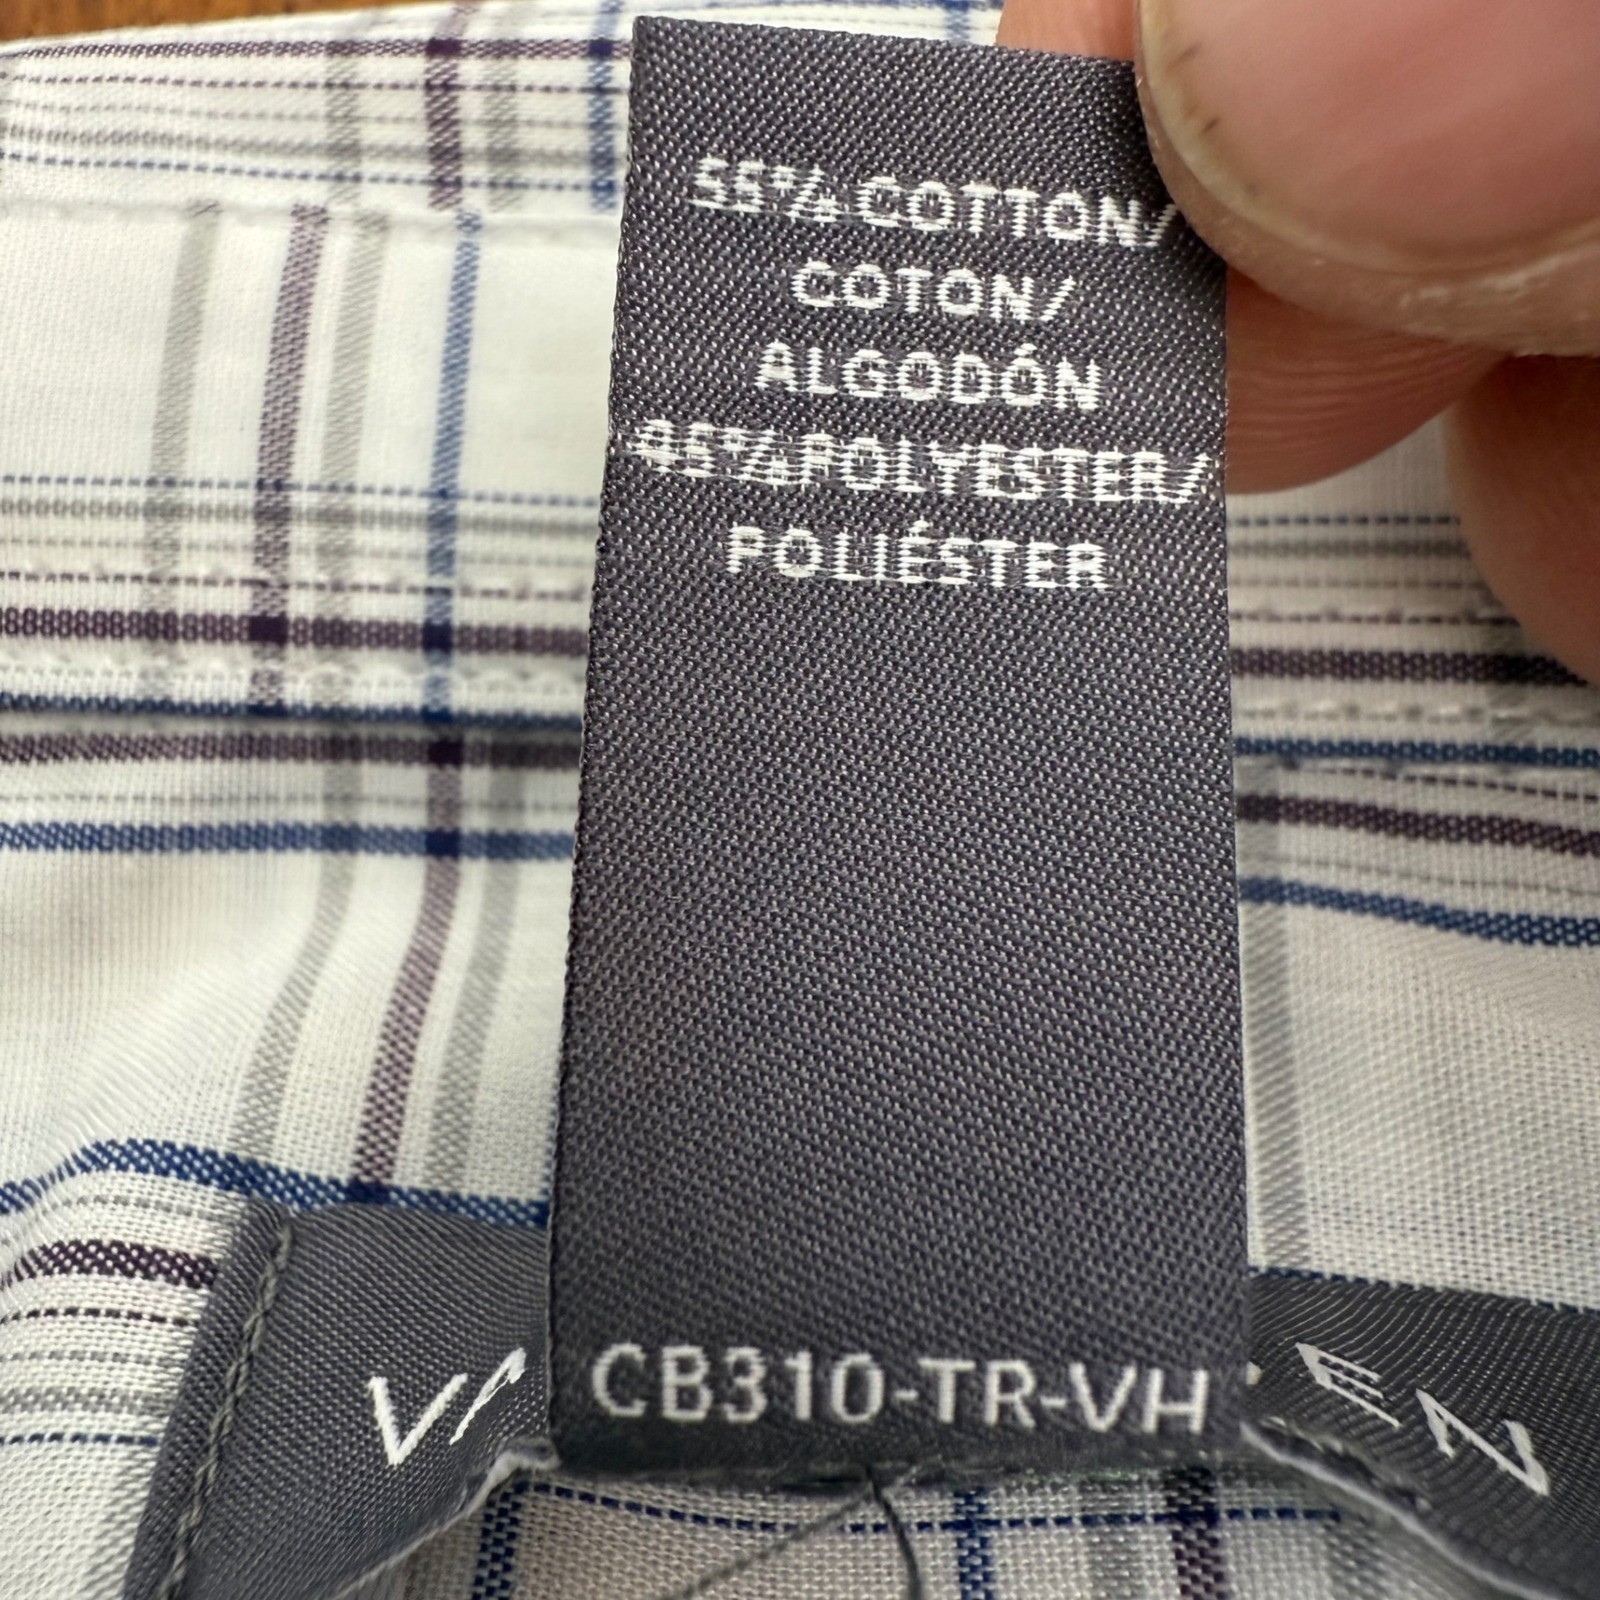 55% COTTON/
COTON/
ALGODÓN
45% POLYESTER/
POLIÉSTER
CB310-TR-VH